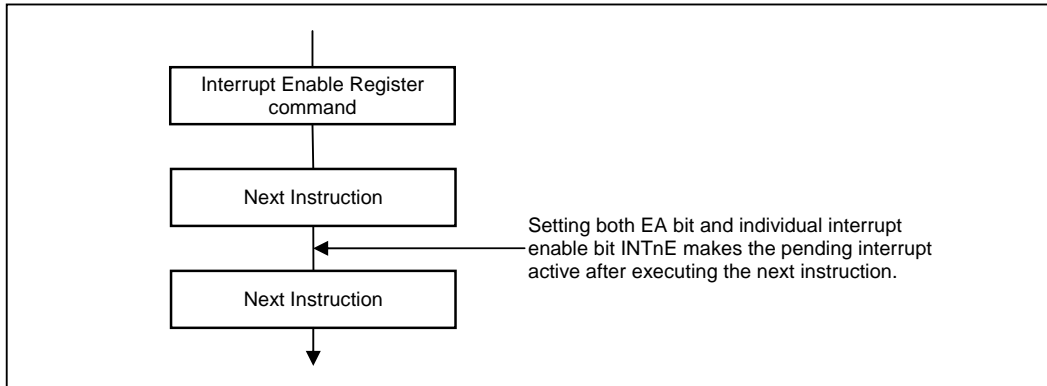 Interrupt Enable Register
command
Next Instruction
Setting both EA bit and individual interrupt
enable bit INTnE makes the pending interrupt
active after executing the next instruction.
Next Instruction